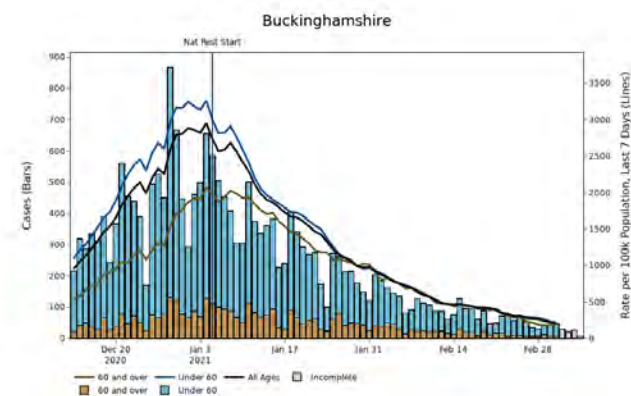 Buckinghamshire
Nat Rest Start
900
800
700
600
500
400
300
200
100
0
Cases (Bars)
3500
3000
2500
2000
1500
1000
500
0
Rate per 100k Population, Last 7 Days (Lines)
Dec 20 2020
Jan 3 2021
Jan 17
Jan 31
Feb 14
Feb 28
60 and over Under 60 All Ages Incomplete
60 and over Under 60